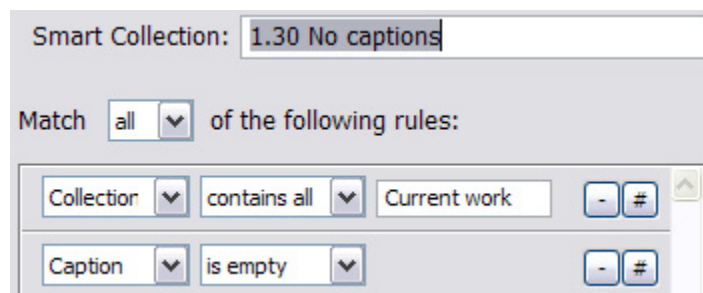 Smart Collection: 1.30 No captions
Match all of the following rules:
Collection contains all Current work - #
Caption is empty - #